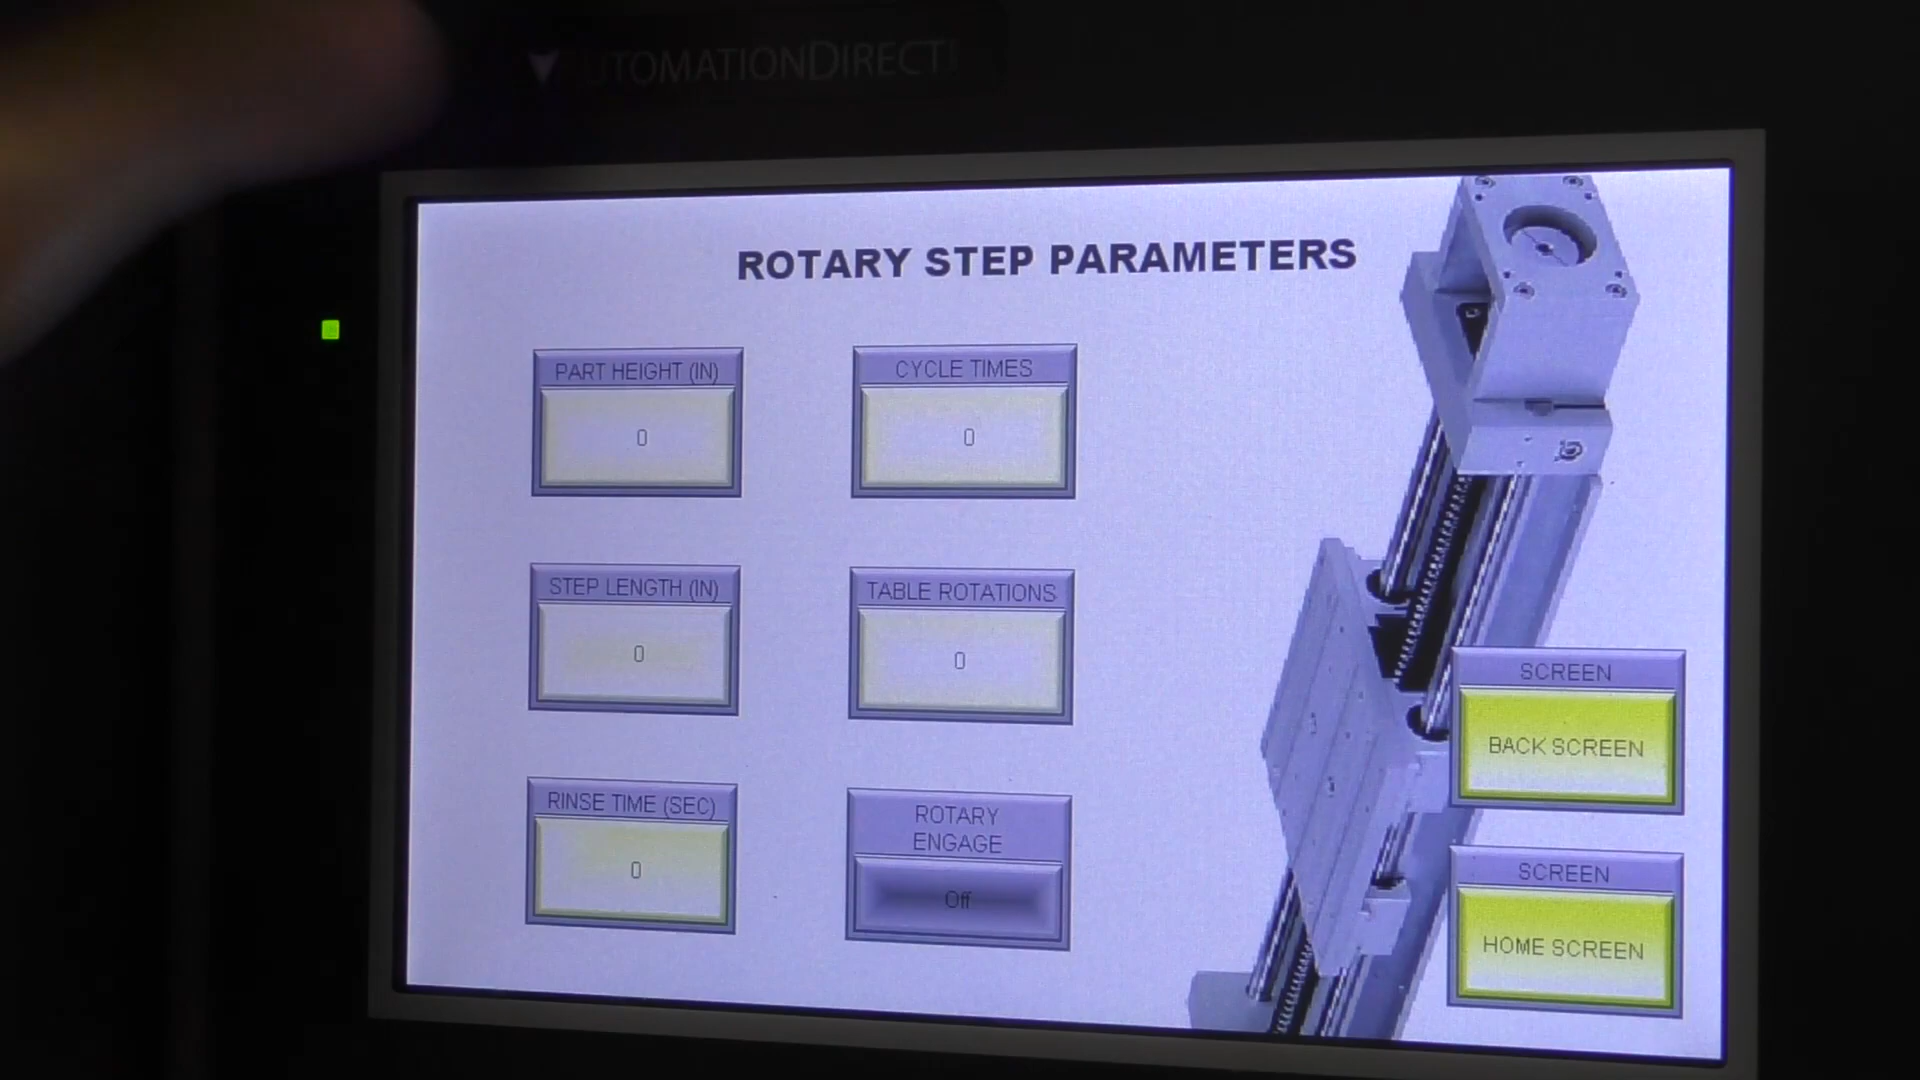 AUTOMATIONDIRECT
ROTARY STEP PARAMETERS
PART HEIGHT (IN)
0
CYCLE TIMES
0
STEP LENGTH (IN)
0
TABLE ROTATIONS
0
RINSE TIME (SEC)
0
ROTARY
ENGAGE
Off
SCREEN
BACK SCREEN
SCREEN
HOME SCREEN